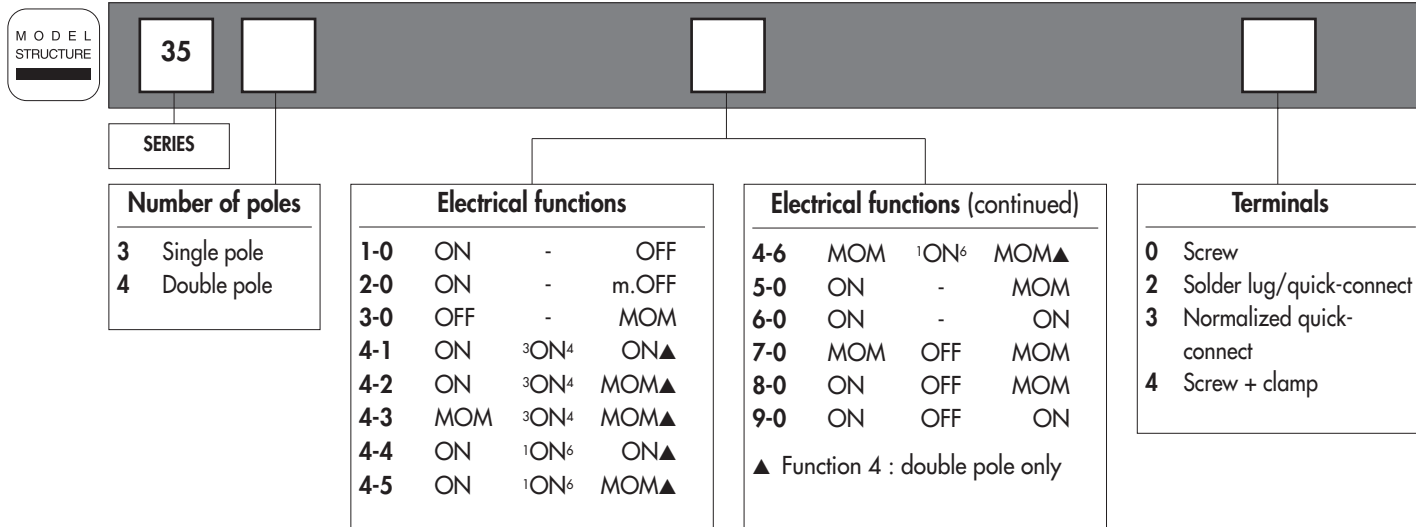 MODEL
STRUCTURE
35
SERIES
Number of poles
3 Single pole
4 Double pole
Electrical functions
1-0 ON - OFF
2-0 ON - m.OFF
3-0 OFF - MOM
4-1 ON ³ON⁴ ON▲
4-2 ON ³ON⁴ MOM▲
4-3 MOM ³ON⁴ MOM▲
4-4 ON ¹ON⁶ ON▲
4-5 ON ¹ON⁶ MOM▲
Electrical functions (continued)
4-6 MOM ¹ON⁶ MOM▲
5-0 ON - MOM
6-0 ON - ON
7-0 MOM OFF MOM
8-0 ON OFF MOM
9-0 ON OFF ON
▲ Function 4 : double pole only
Terminals
0 Screw
2 Solder lug/quick-connect
3 Normalized quick-
connect
4 Screw + clamp